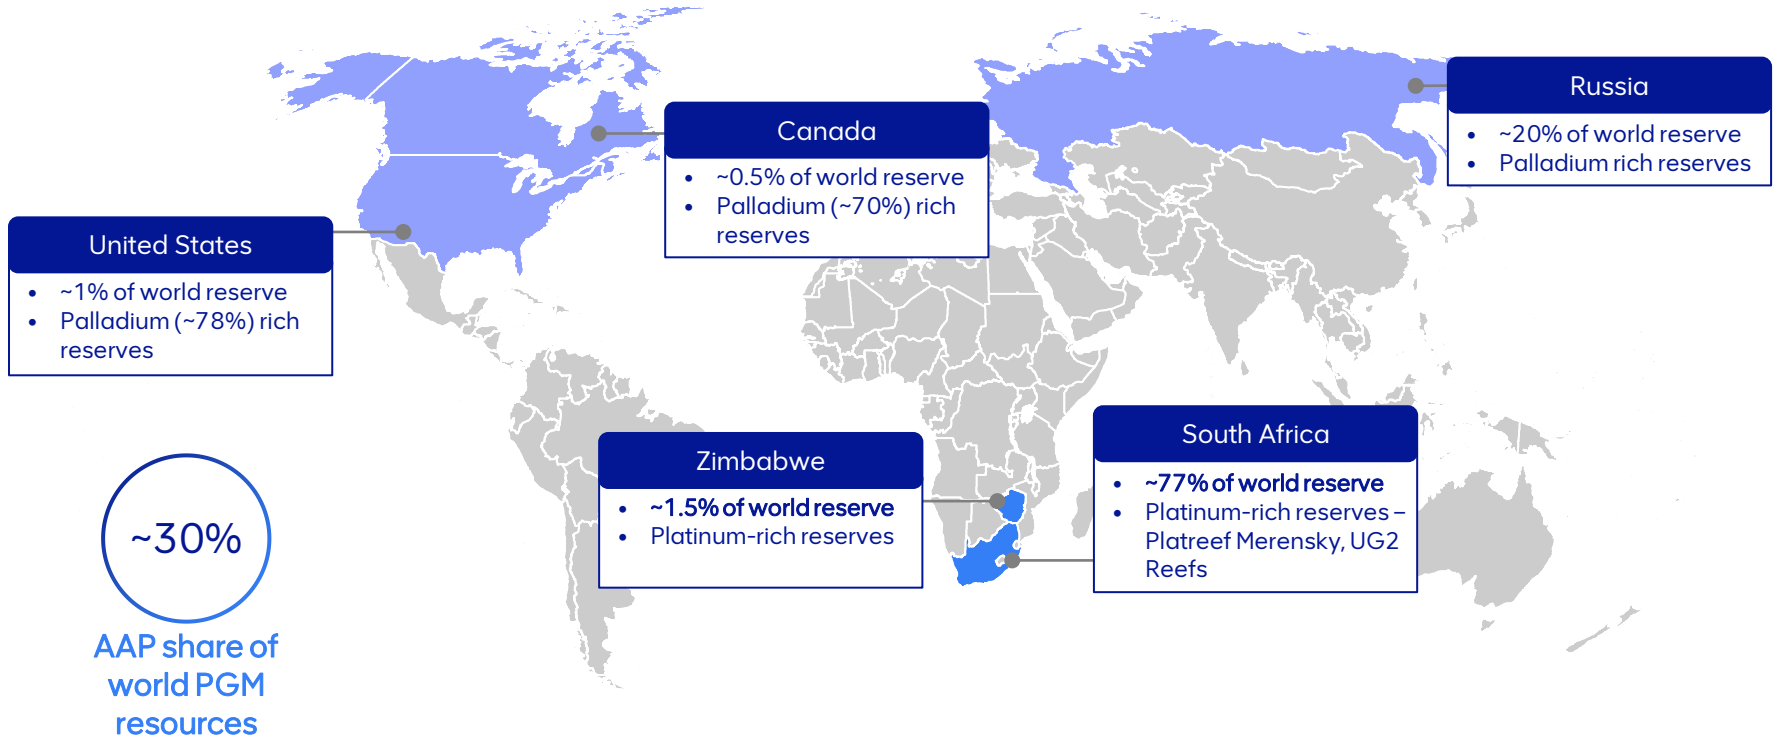 Russia
• ~20% of world reserve
• Palladium rich reserves
Canada
• ~0.5% of world reserve
• Palladium (~70%) rich
reserves
United States
• ~1% of world reserve
• Palladium (~78%) rich
reserves
South Africa
• ~77% of world reserve
• Platinum-rich reserves –
Platreef Merensky, UG2
Reefs
Zimbabwe
• ~1.5% of world reserve
• Platinum-rich reserves
~30%
AAP share of
world PGM
resources